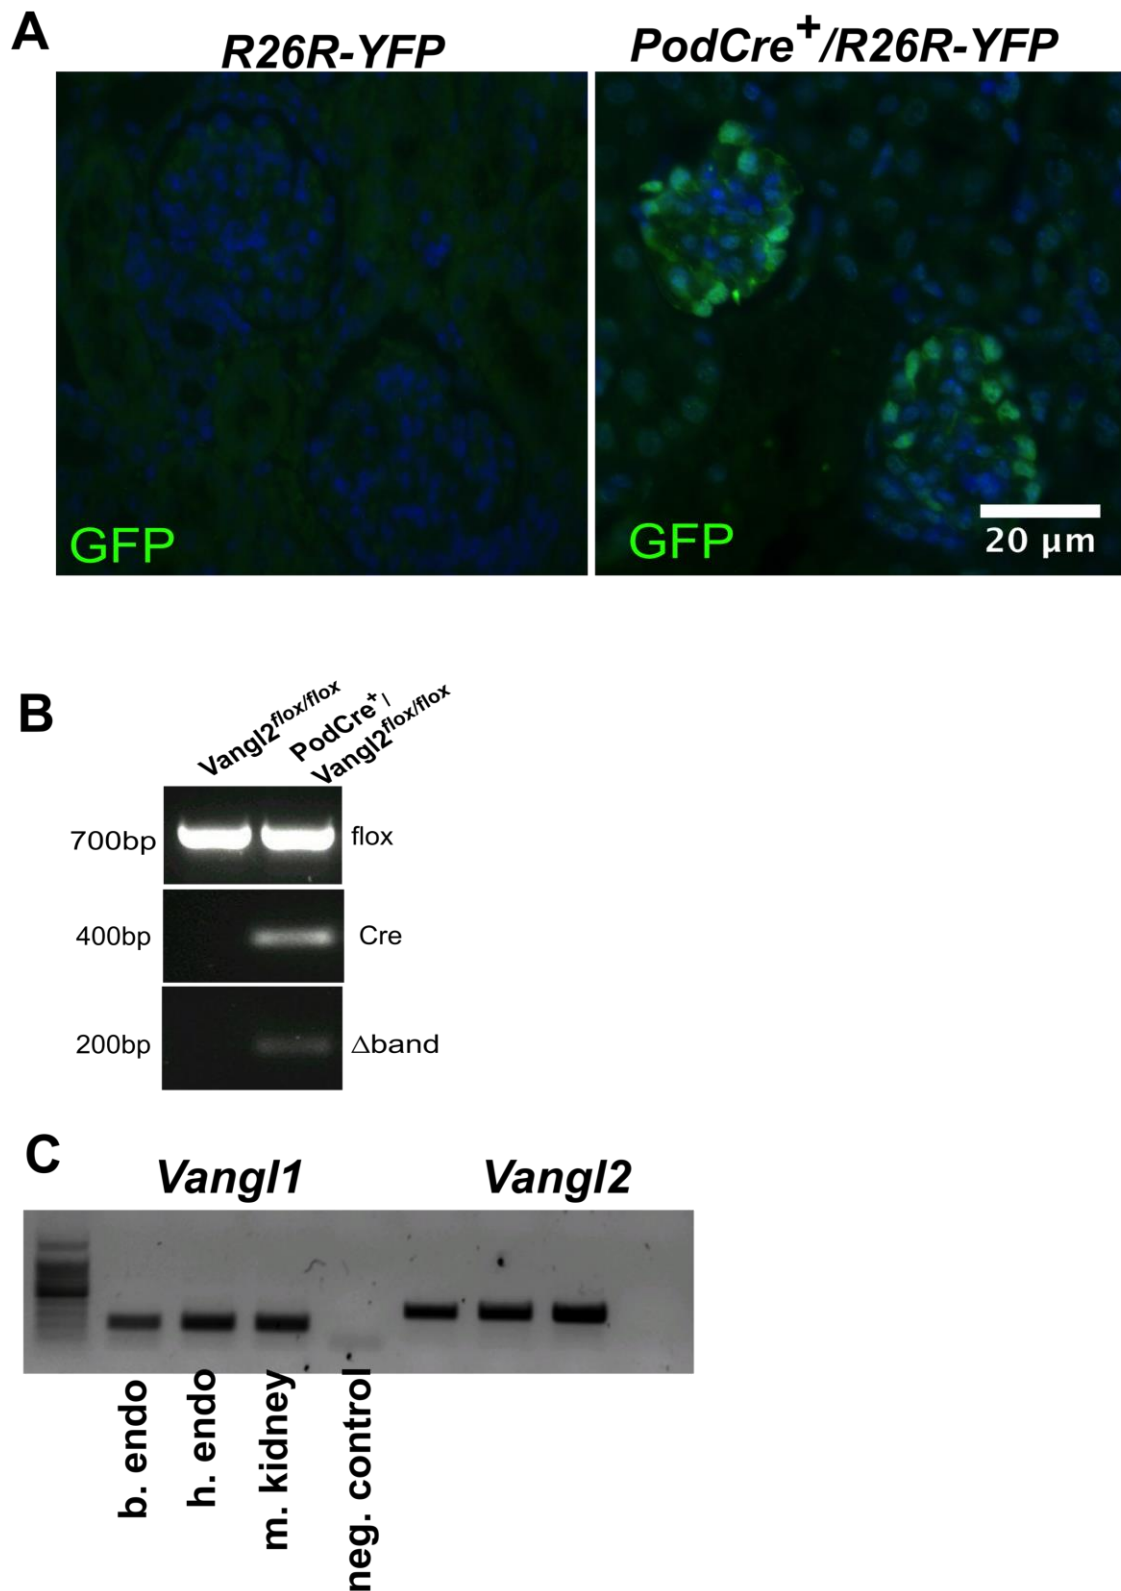 A
R26R-YFP
PodCre+/R26R-YFP
GFP
GFP
20 µm
B
Vangl2flox/flox
PodCre+/
Vangl2flox/flox
700bp
flox
400bp
Cre
200bp
Δband
C
Vangl1
Vangl2
b. endo
h. endo
m. kidney
neg. control